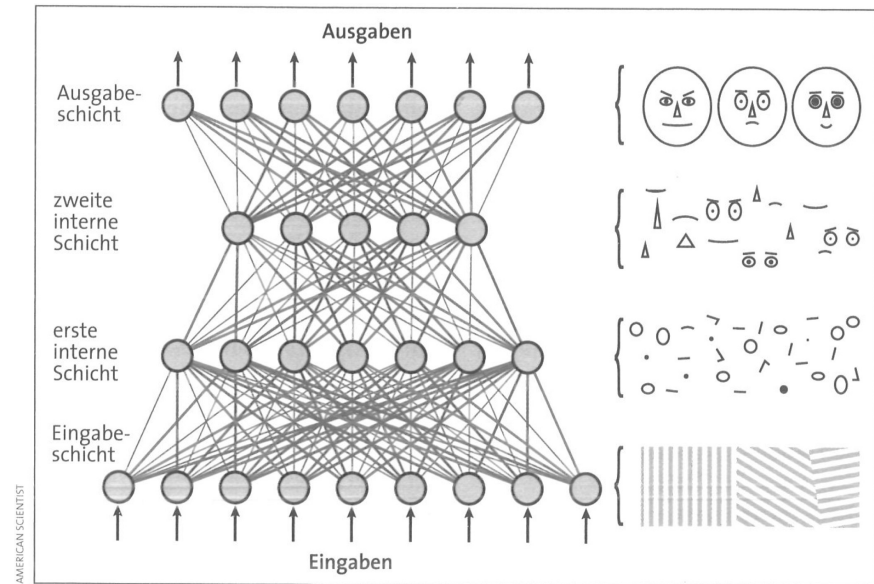 Ausgaben
Ausgabe-
schicht
zweite
interne
Schicht
erste
interne
Schicht
Eingabe-
schicht
Eingaben
AMERICAN SCIENTIST